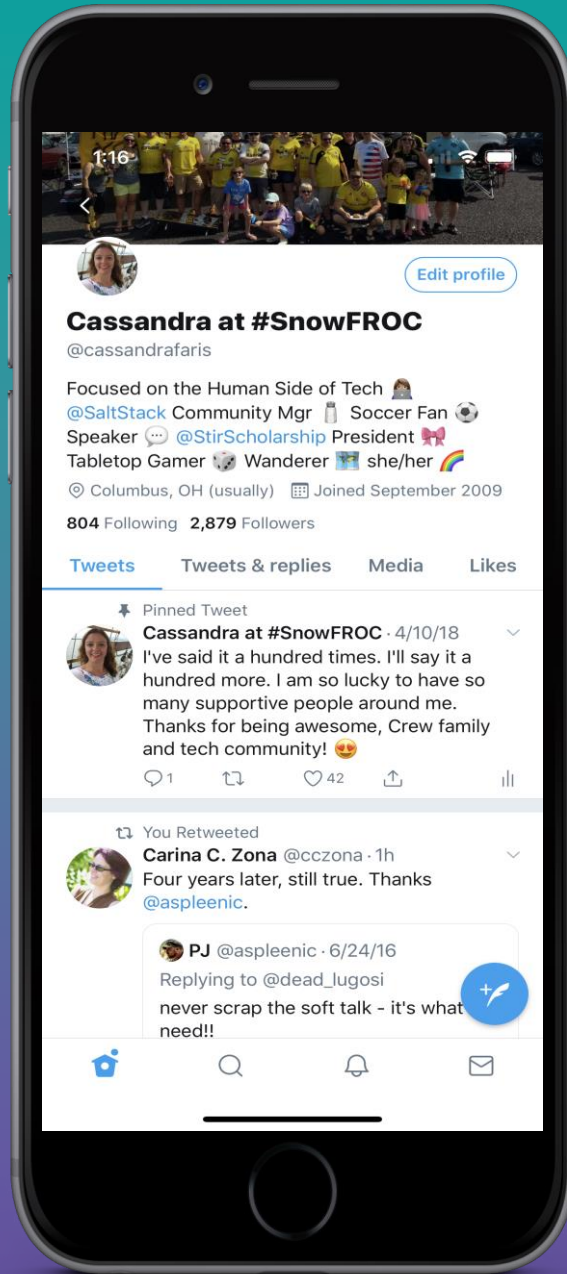 1:16
Edit profile
Cassandra at #SnowFROC
@cassandrafaris
Focused on the Human Side of Tech 👩🏽‍💻
@SaltStack Community Mgr 🧂 Soccer Fan ⚽
Speaker 💬 @StirScholarship President 🎀
Tabletop Gamer 🎲 Wanderer 🗺️ she/her 🌈
Columbus, OH (usually) Joined September 2009
804 Following 2,879 Followers
Tweets Tweets & replies Media Likes
Pinned Tweet
Cassandra at #SnowFROC · 4/10/18
I've said it a hundred times. I'll say it a
hundred more. I am so lucky to have so
many supportive people around me.
Thanks for being awesome, Crew family
and tech community! 😍
1 42
You Retweeted
Carina C. Zona @cczona · 1h
Four years later, still true. Thanks
@aspleenic.
PJ @aspleenic · 6/24/16
Replying to @dead_lugosi
never scrap the soft talk - it's what
need!!